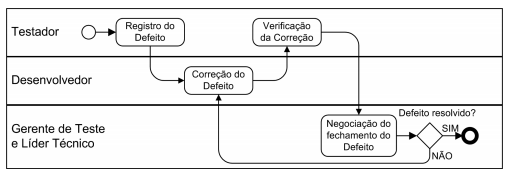 Testador
Registro do
Defeito
Verificação
da Correção
Desenvolvedor
Correção do
Defeito
Gerente de Teste
e Líder Técnico
Negociação do
fechamento do
Defeito
Defeito resolvido?
SIM
NÃO